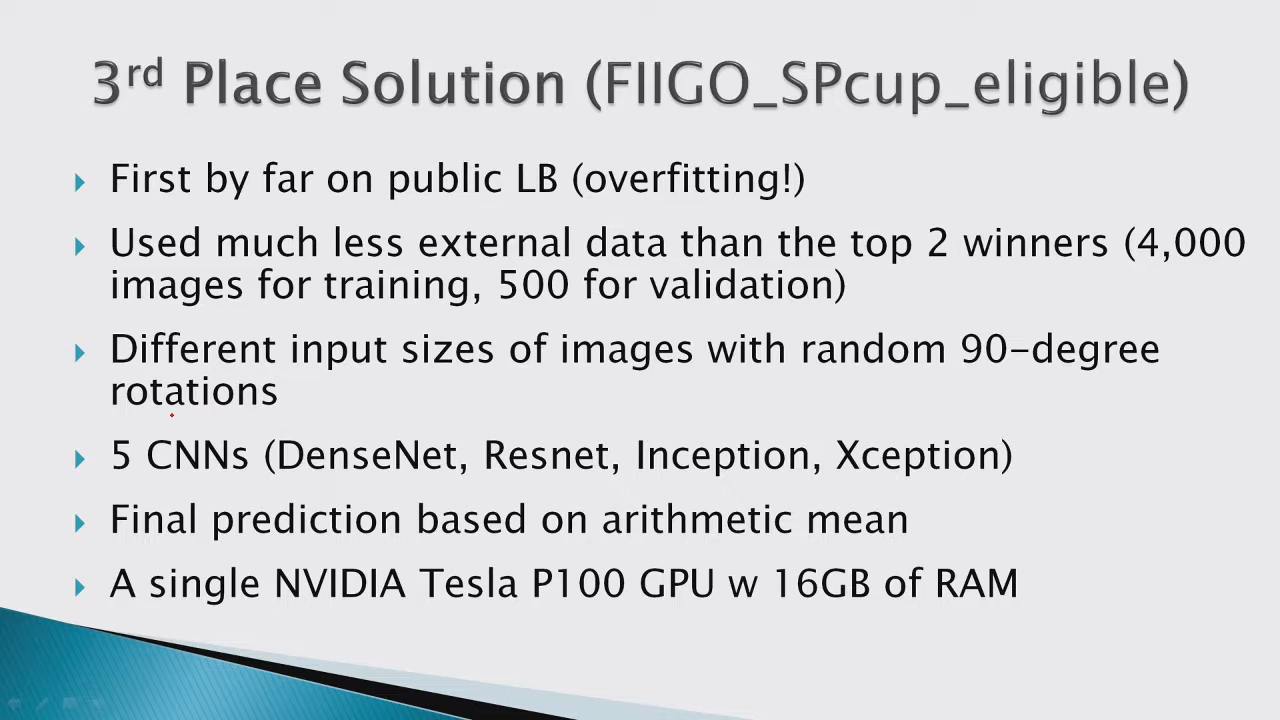 3rd Place Solution (FIIGO_SPcup_eligible)
First by far on public LB (overfitting!)
Used much less external data than the top 2 winners (4,000
images for training, 500 for validation)
Different input sizes of images with random 90-degree
rotations
5 CNNs (DenseNet, Resnet, Inception, Xception)
Final prediction based on arithmetic mean
A single NVIDIA Tesla P100 GPU w 16GB of RAM